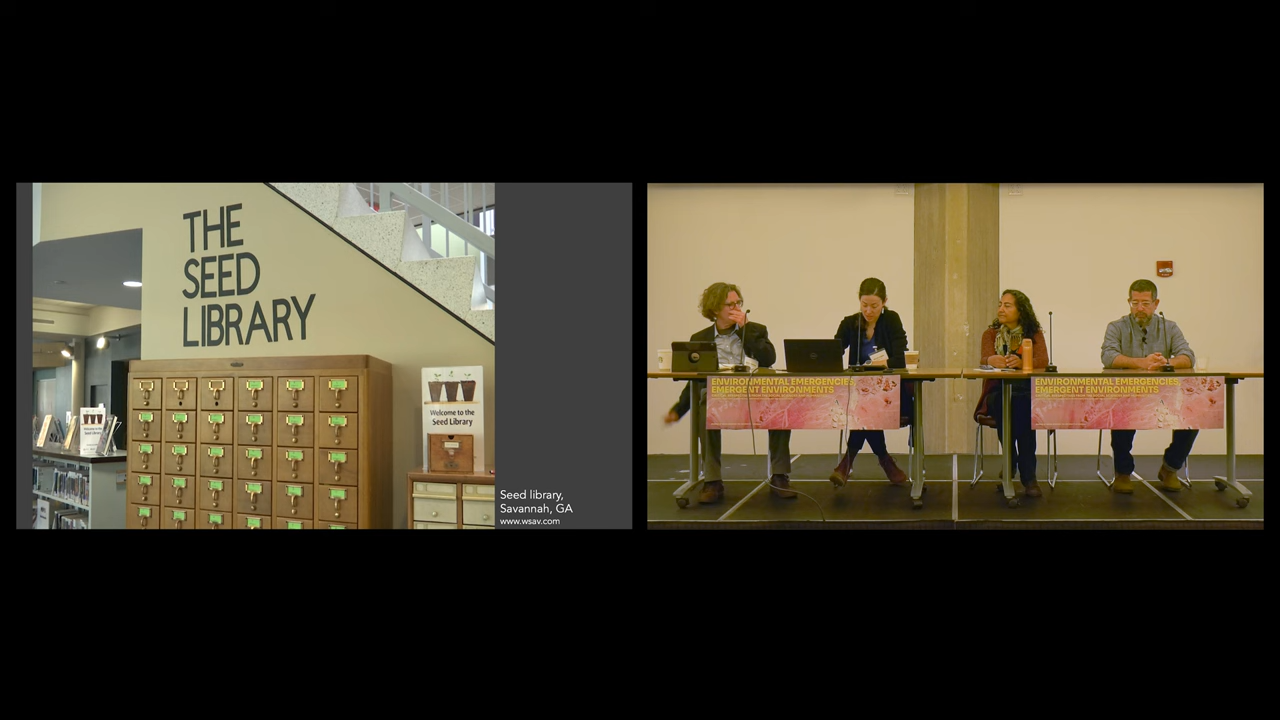 THE
SEED
LIBRARY
Welcome to the
Seed Library
Seed library,
Savannah, GA
www.wsav.com
ENVIRONMENTAL EMERGENCIES
EMERGENT ENVIRONMENTS
ENVIRONMENTAL EMERGENCIES
EMERGENT ENVIRONMENTS